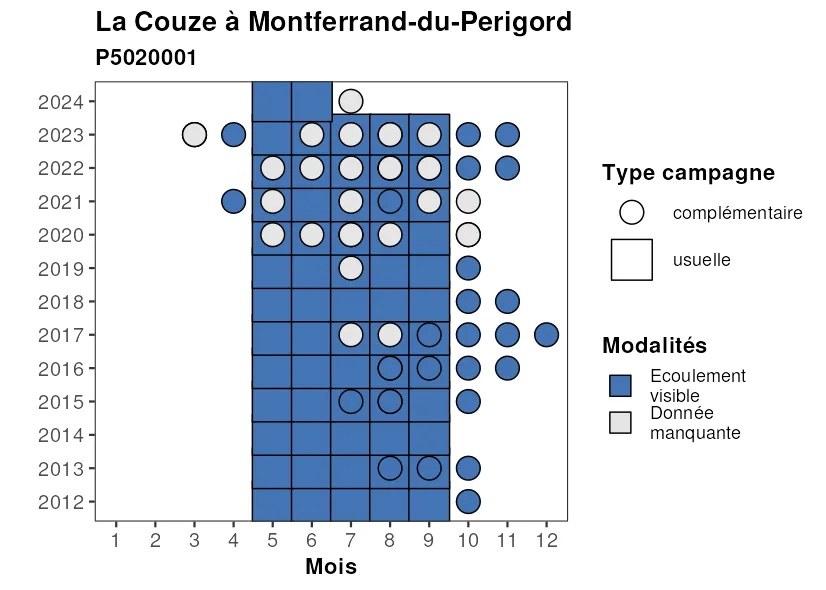 La Couze à Montferrand-du-Perigord
P5020001
2024
2023
2022
2021
2020
2019
2018
2017
2016
2015
2014
2013
2012
1 2 3 4 5 6 7 8 9 10 11 12
Mois
Type campagne
complémentaire
usuelle
Modalités
Ecoulement
visible
Donnée
manquante